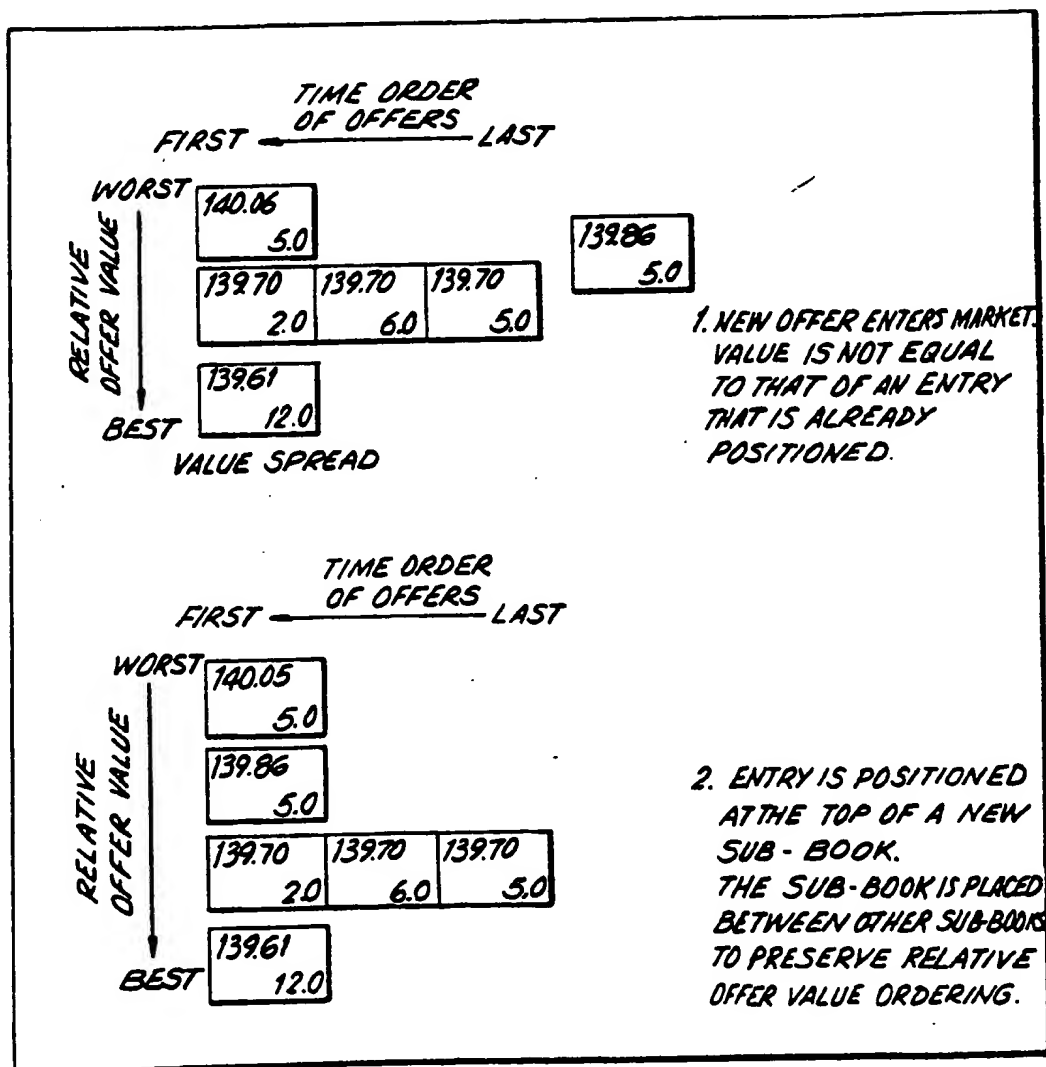 TIME ORDER
OF OFFERS
FIRST LAST
WORST
RELATIVE
OFFER VALUE
BEST
140.06
5.0
139.70 139.70 139.70
2.0 6.0 5.0
139.61
12.0
VALUE SPREAD
139.86
5.0
1. NEW OFFER ENTERS MARKET.
VALUE IS NOT EQUAL
TO THAT OF AN ENTRY
THAT IS ALREADY
POSITIONED.
TIME ORDER
OF OFFERS
FIRST LAST
WORST
RELATIVE
OFFER VALUE
BEST
140.05
5.0
139.86
5.0
139.70 139.70 139.70
2.0 6.0 5.0
139.61
12.0
2. ENTRY IS POSITIONED
AT THE TOP OF A NEW
SUB-BOOK.
THE SUB-BOOK IS PLACED
BETWEEN OTHER SUB-BOOKS
TO PRESERVE RELATIVE
OFFER VALUE ORDERING.